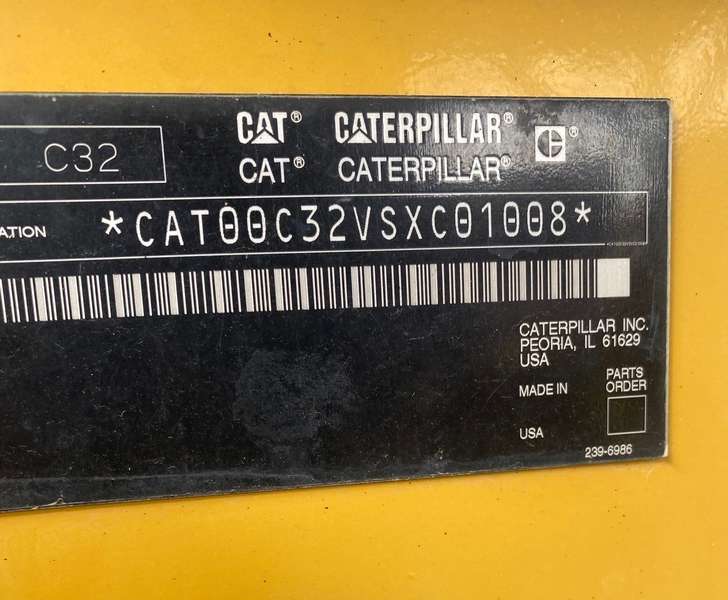 CAT® CATERPILLAR® ®
C32
CAT® CATERPILLAR®
*CAT00C32VSXC01008*
CATERPILLAR INC.
PEORIA, IL 61629
USA
MADE IN
USA
PARTS
ORDER
239-6986